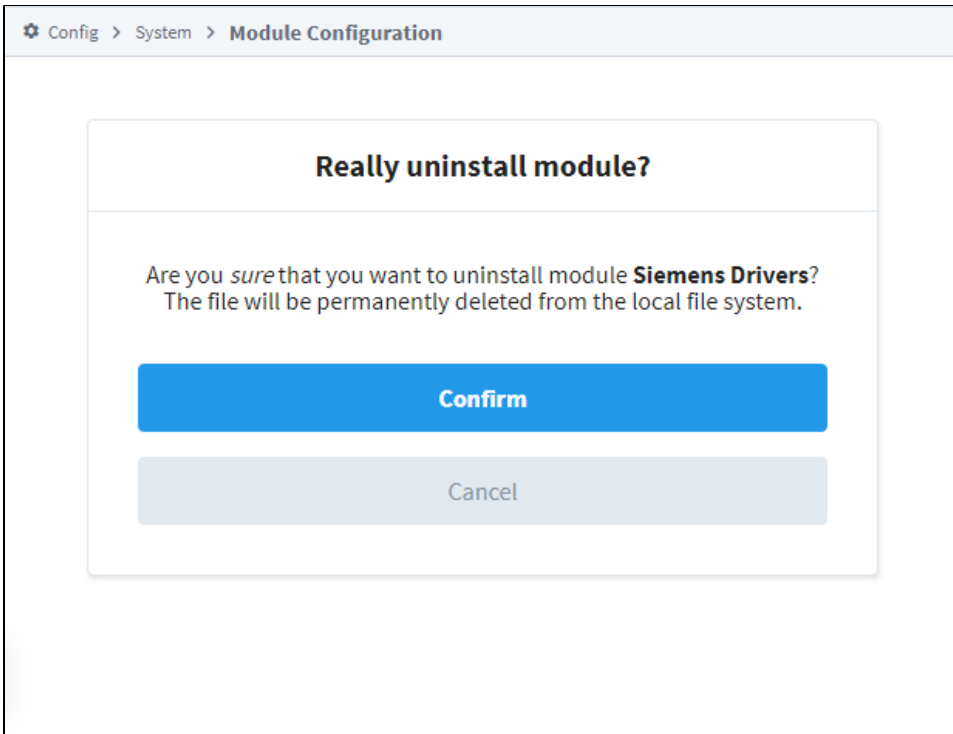 Config > System > Module Configuration
Really uninstall module?
Are you sure that you want to uninstall module Siemens Drivers?
The file will be permanently deleted from the local file system.
Confirm
Cancel